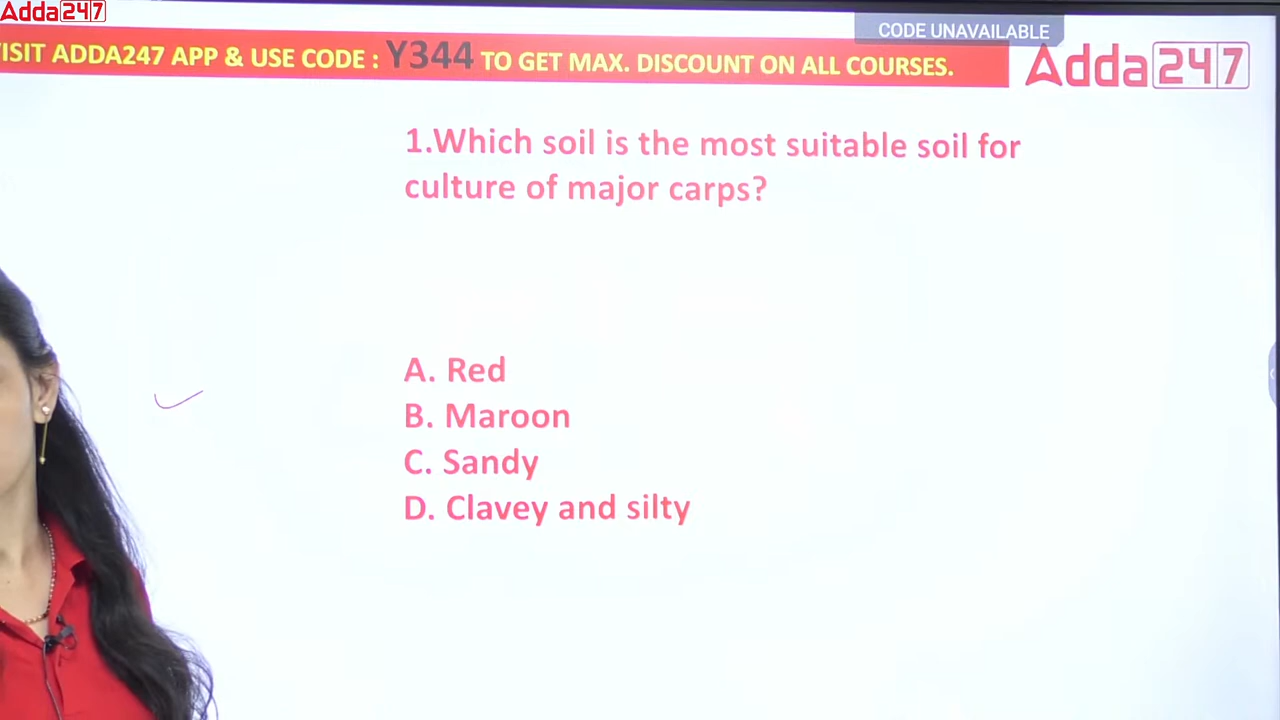 Adda247
CODE UNAVAILABLE
VISIT ADDA247 APP & USE CODE : Y344 TO GET MAX. DISCOUNT ON ALL COURSES.
Adda247
1.Which soil is the most suitable soil for
culture of major carps?
A. Red
B. Maroon
C. Sandy
D. Clavey and silty